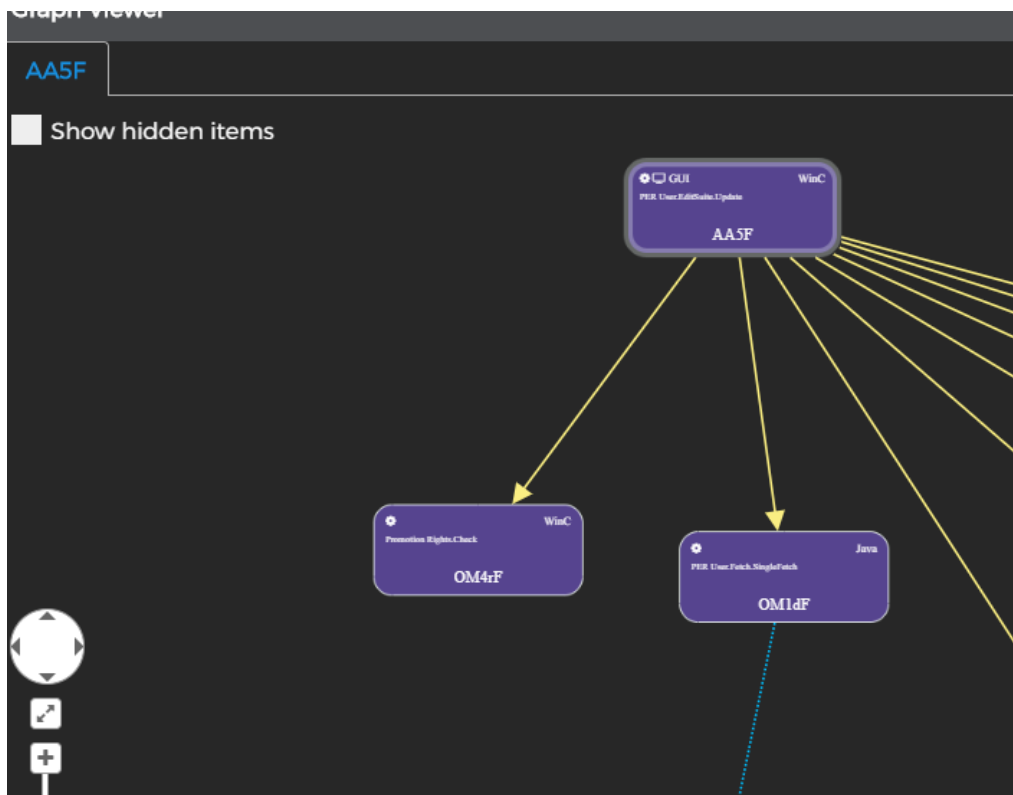 Graph Viewer
AA5F
Show hidden items
GUI WinC
PER User.EditSuite.Update
AA5F
WinC
Promotion Rights.Check
OM4rF
Java
PER User.Fetch.SingleFetch
OM1dF